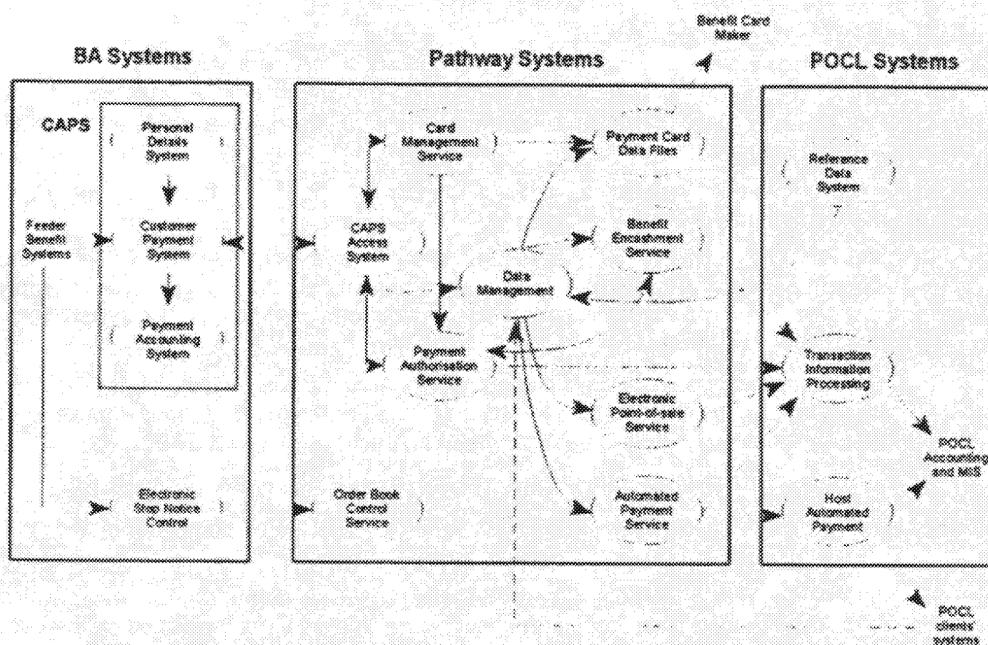 Benefit Card
Maker
BA Systems
Pathway Systems
POCL Systems
CAPS
Personal
Details
System
Card
Management
Service
Payment Card
Data Files
Reference
Data
System
Feeder
Benefit
Systems
Customer
Payment
System
CAPS
Access
System
Benefit
Encashment
Service
Data
Management
Payment
Accounting
System
Payment
Authorisation
Service
Transaction
Information
Processing
Electronic
Point-of-sale
Service
POCL
Accounting
and MIS
Electronic
Stop Notice
Control
Order Book
Control
Service
Automated
Payment
Service
Host
Automated
Payment
POCL
clients'
systems